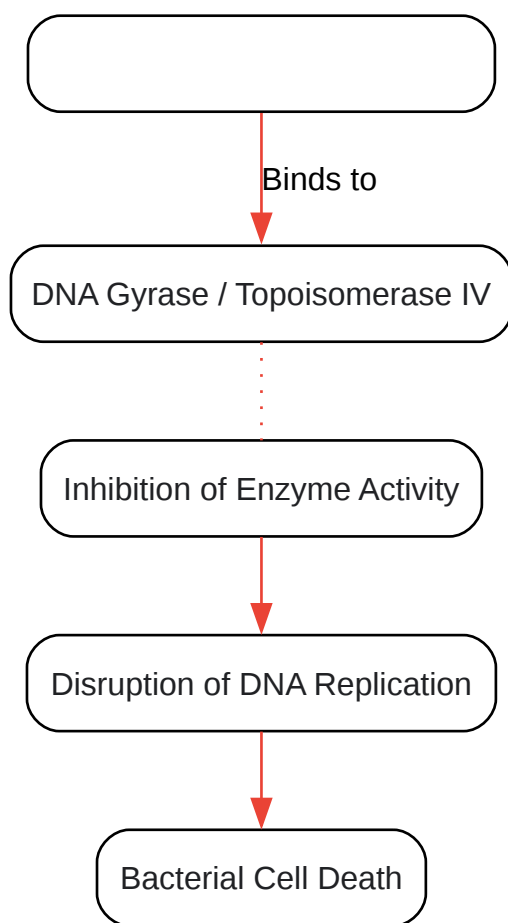 Binds to
DNA Gyrase / Topoisomerase IV
Inhibition of Enzyme Activity
Disruption of DNA Replication
Bacterial Cell Death